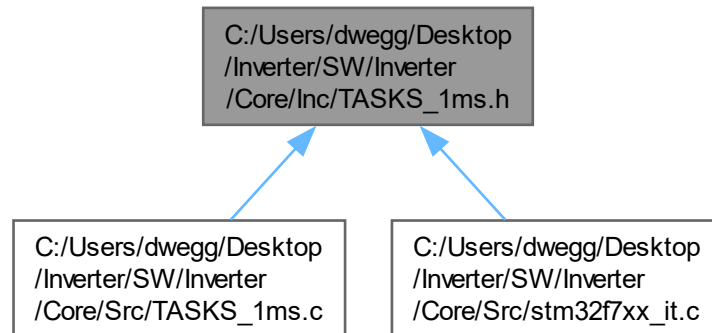 C:/Users/dwegg/Desktop
/Inverter/SW/Inverter
/Core/Inc/TASKS_1ms.h
C:/Users/dwegg/Desktop
/Inverter/SW/Inverter
/Core/Src/TASKS_1ms.c
C:/Users/dwegg/Desktop
/Inverter/SW/Inverter
/Core/Src/stm32f7xx_it.c